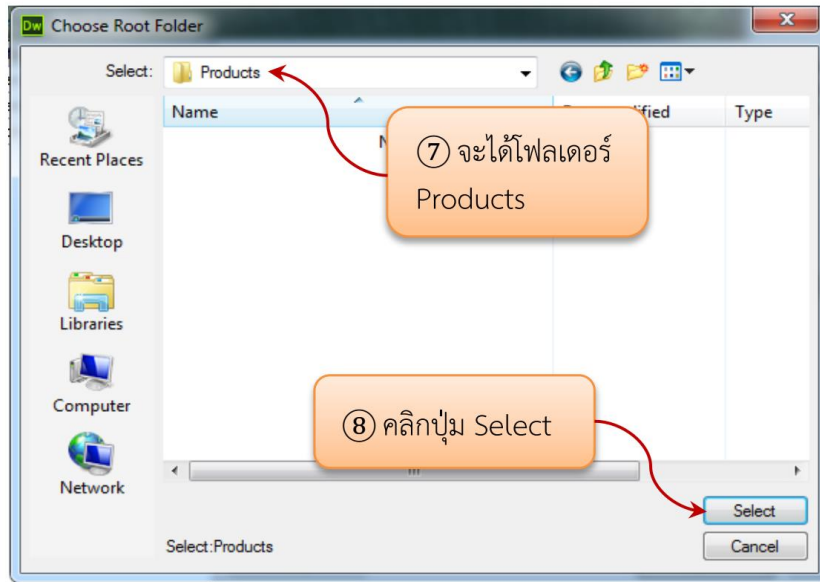 Dw Choose Root Folder
Select: Products
Name Type
Recent Places
⑦ จะได้โฟลเดอร์
Products
Desktop
Libraries
Computer
⑧ คลิกปุ่ม Select
Network
Select
Select:Products Cancel